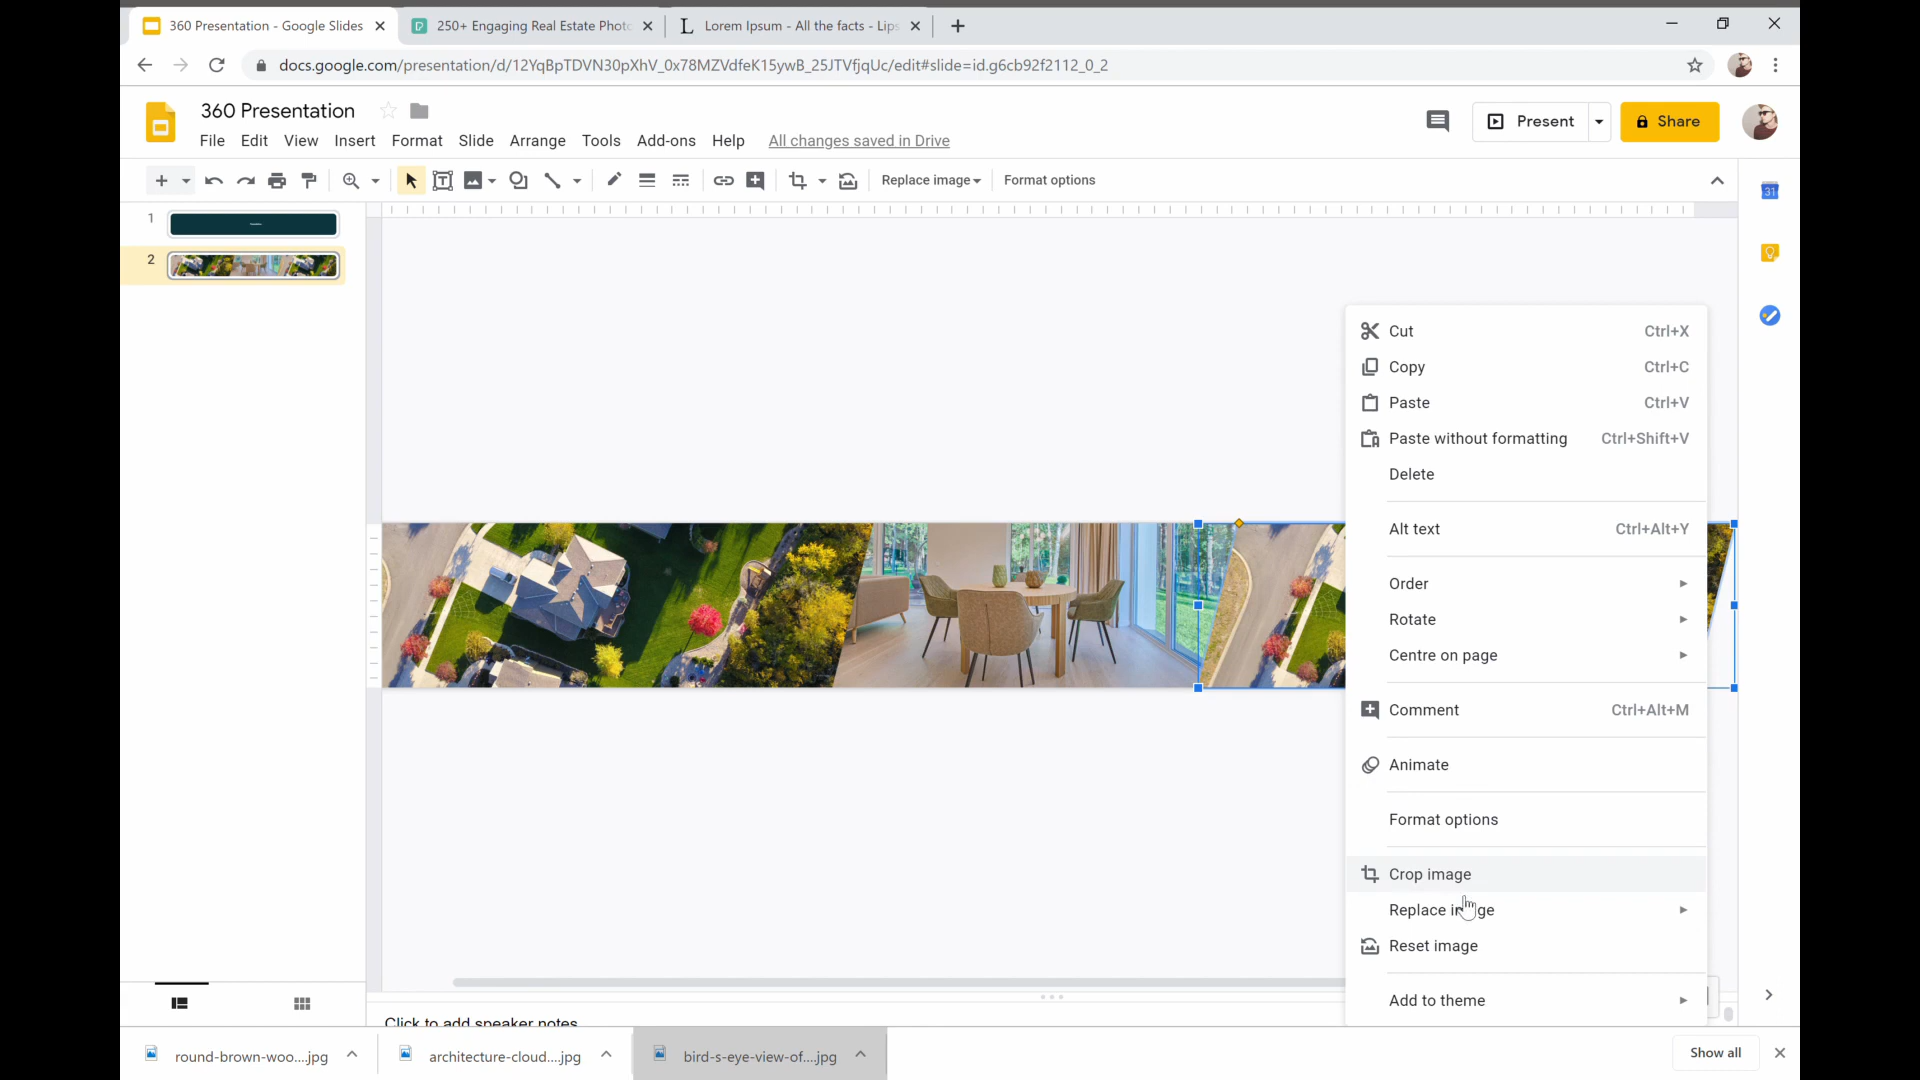 360 Presentation - Google Slides
250+ Engaging Real Estate Phot
Lorem Ipsum - All the facts - Lips
docs.google.com/presentation/d/12YqBpTDVN30pXhV_0x78MZVdfeK15ywB_25JTVfjqUc/edit#slide=id.g6cb92f2112_0_2
360 Presentation
File Edit View Insert Format Slide Arrange Tools Add-ons Help All changes saved in Drive
Present
Share
Replace image
Format options
31
1
2
Cut Ctrl+X
Copy Ctrl+C
Paste Ctrl+V
Paste without formatting Ctrl+Shift+V
Delete
Alt text Ctrl+Alt+Y
Order
Rotate
Centre on page
Comment Ctrl+Alt+M
Animate
Format options
Crop image
Replace image
Reset image
Add to theme
Click to add speaker notes
round-brown-woo....jpg
architecture-cloud....jpg
bird-s-eye-view-of....jpg
Show all